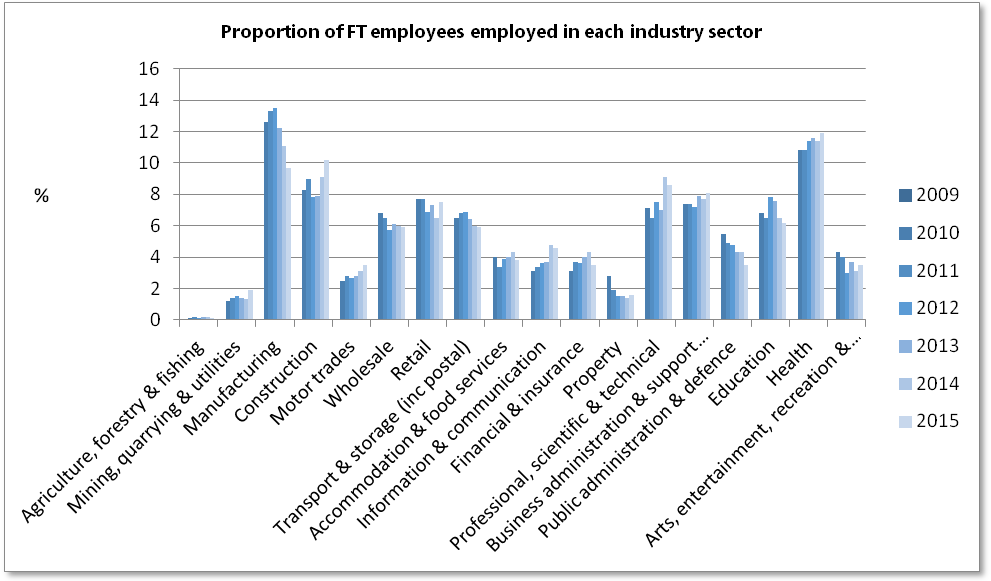 Proportion of FT employees employed in each industry sector
16
14
12
10
8
6
4
2
0
%
Agriculture, forestry & fishing
Mining, quarrying & utilities
Manufacturing
Construction
Motor trades
Wholesale
Retail
Transport & storage (inc postal)
Accommodation & food services
Information & communication
Financial & insurance
Property
Professional, scientific & technical
Business administration & support...
Public administration & defence
Education
Health
Arts, entertainment, recreation &...
2009
2010
2011
2012
2013
2014
2015